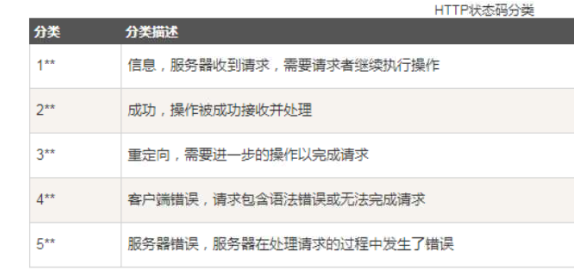 HTTP状态码分类
分类 分类描述
1** 信息，服务器收到请求，需要请求者继续执行操作
2** 成功，操作被成功接收并处理
3** 重定向，需要进一步的操作以完成请求
4** 客户端错误，请求包含语法错误或无法完成请求
5** 服务器错误，服务器在处理请求的过程中发生了错误